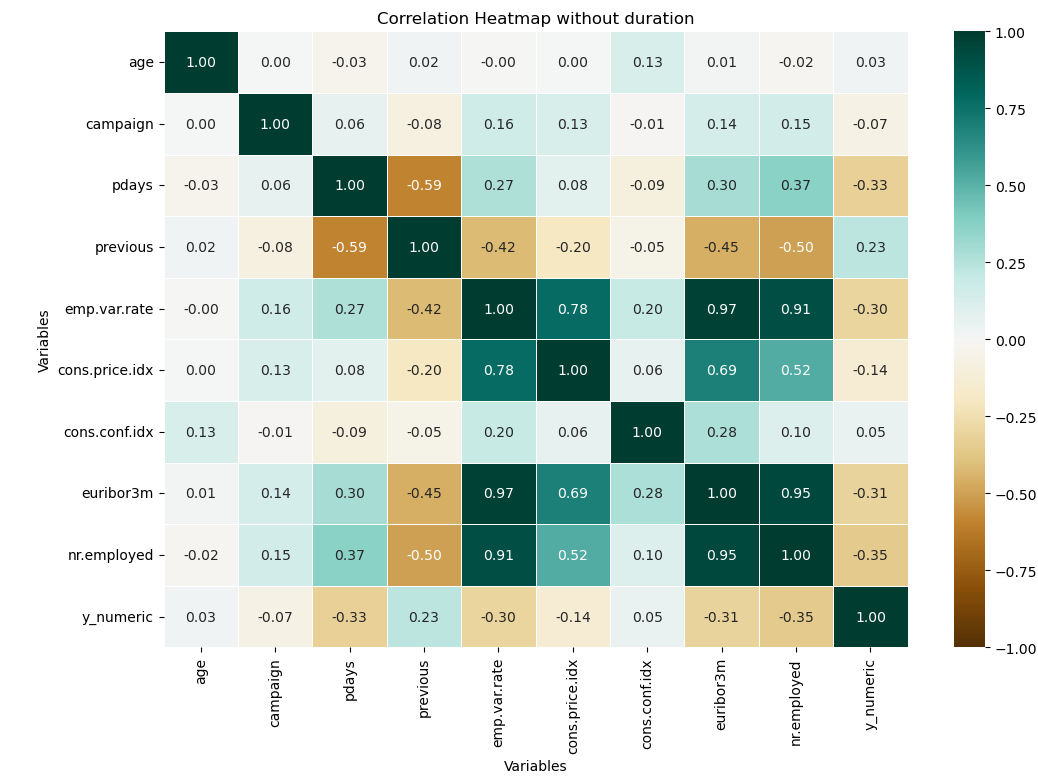 Correlation Heatmap without duration
age 1.00 0.00 -0.03 0.02 -0.00 0.00 0.13 0.01 -0.02 0.03
campaign 0.00 1.00 0.06 -0.08 0.16 0.13 -0.01 0.14 0.15 -0.07
pdays -0.03 0.06 1.00 -0.59 0.27 0.08 -0.09 0.30 0.37 -0.33
previous 0.02 -0.08 -0.59 1.00 -0.42 -0.20 -0.05 -0.45 -0.50 0.23
emp.var.rate -0.00 0.16 0.27 -0.42 1.00 0.78 0.20 0.97 0.91 -0.30
cons.price.idx 0.00 0.13 0.08 -0.20 0.78 1.00 0.06 0.69 0.52 -0.14
cons.conf.idx 0.13 -0.01 -0.09 -0.05 0.20 0.06 1.00 0.28 0.10 0.05
euribor3m 0.01 0.14 0.30 -0.45 0.97 0.69 0.28 1.00 0.95 -0.31
nr.employed -0.02 0.15 0.37 -0.50 0.91 0.52 0.10 0.95 1.00 -0.35
y_numeric 0.03 -0.07 -0.33 0.23 -0.30 -0.14 0.05 -0.31 -0.35 1.00
Variables
age campaign pdays previous emp.var.rate cons.price.idx cons.conf.idx euribor3m nr.employed y_numeric
Variables
1.00
0.75
0.50
0.25
0.00
−0.25
−0.50
−0.75
−1.00